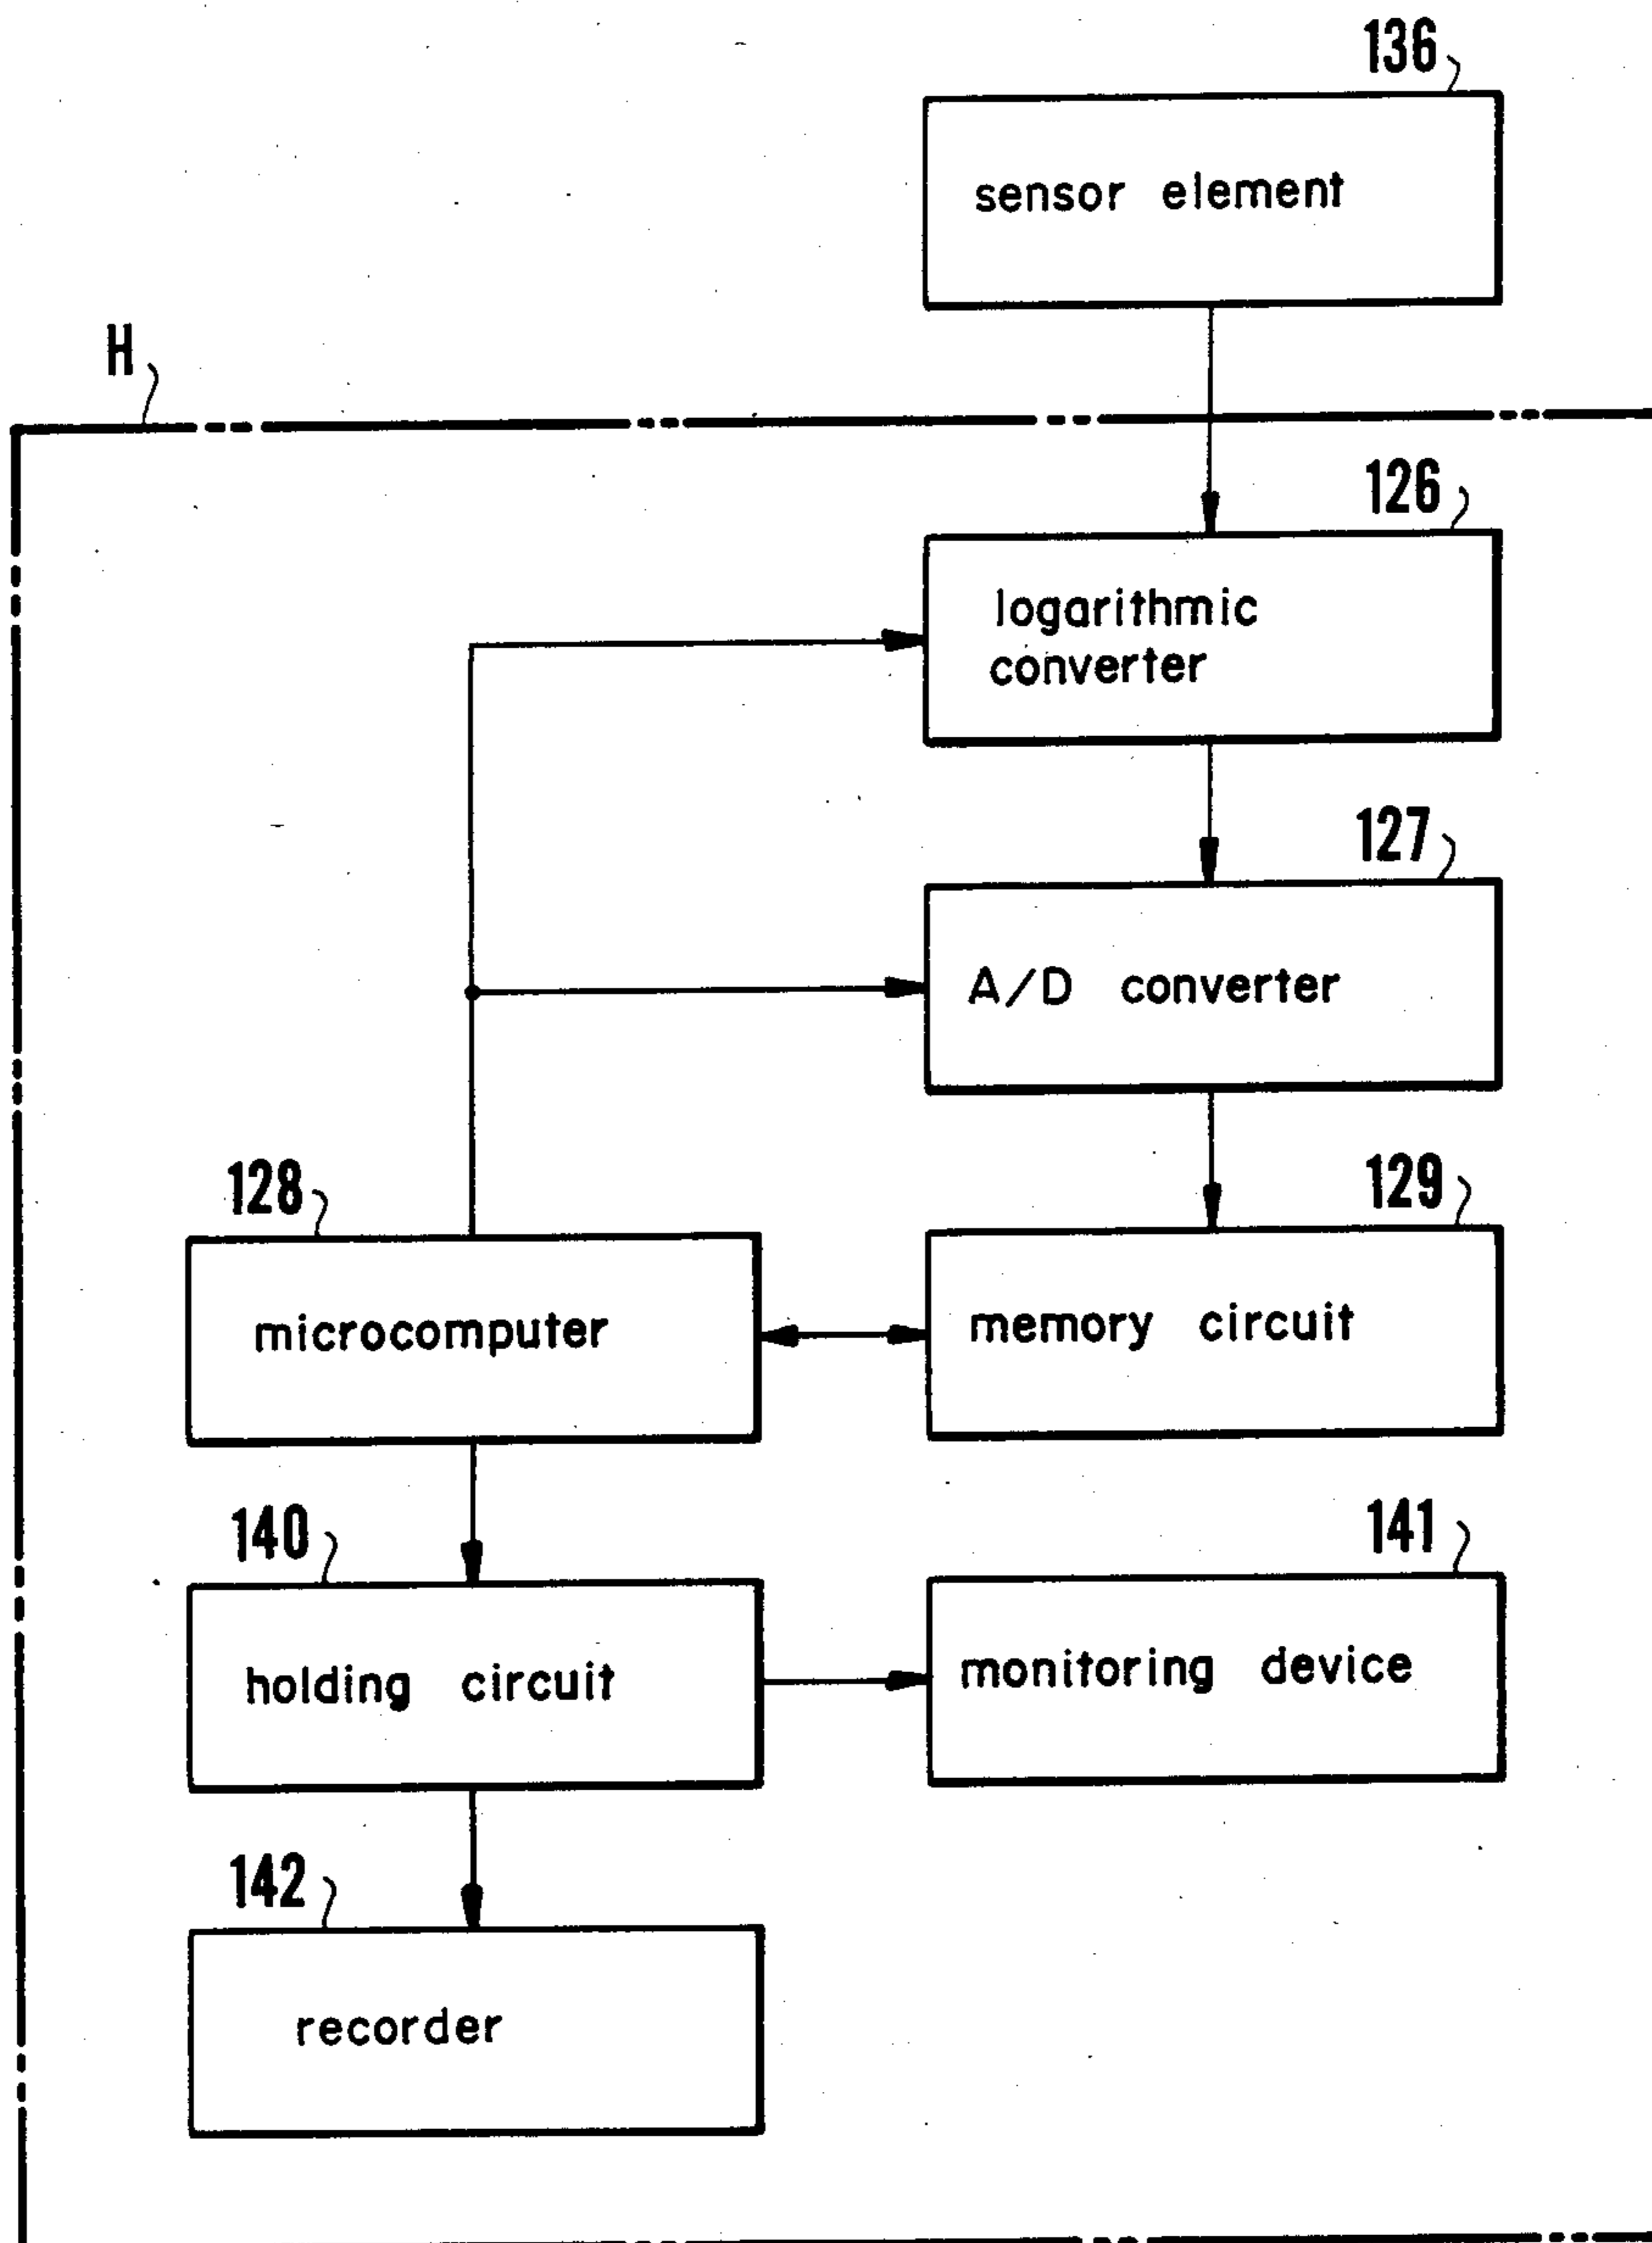 136
sensor element
H
126
logarithmic
converter
127
A/D converter
128
129
microcomputer
memory circuit
140
141
holding circuit
monitoring device
142
recorder